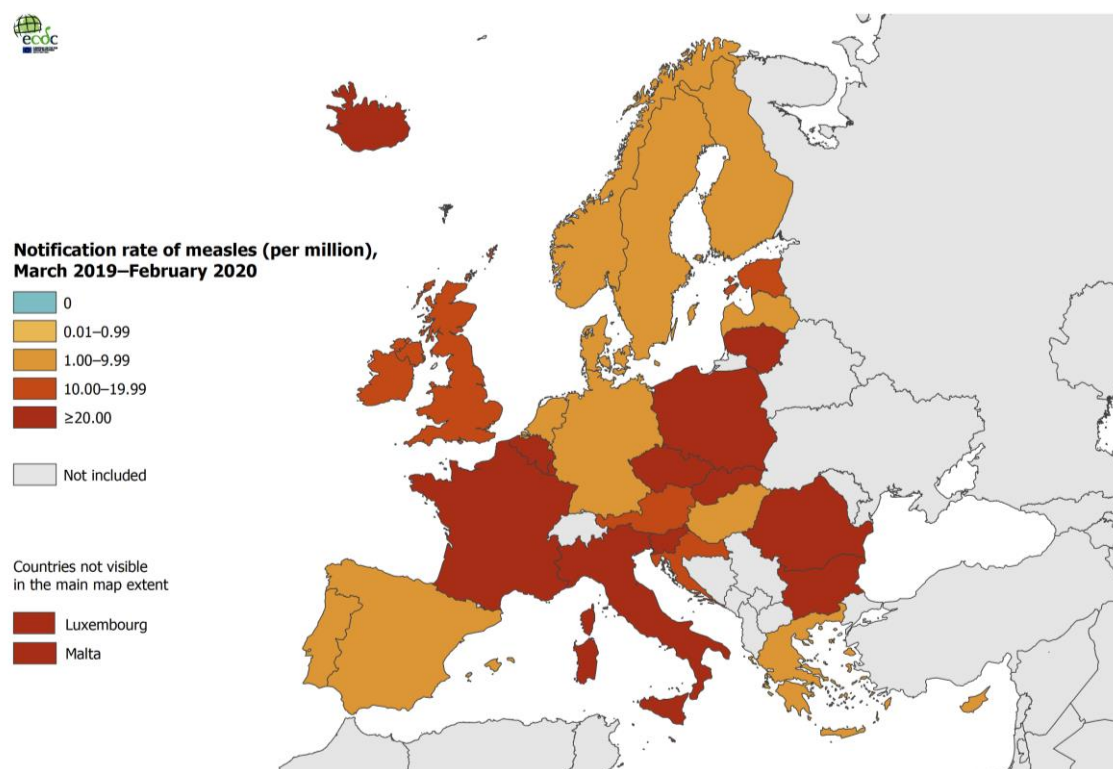 ecdc
Notification rate of measles (per million),
March 2019–February 2020
0
0.01–0.99
1.00–9.99
10.00–19.99
≥20.00
Not included
Countries not visible
in the main map extent
Luxembourg
Malta